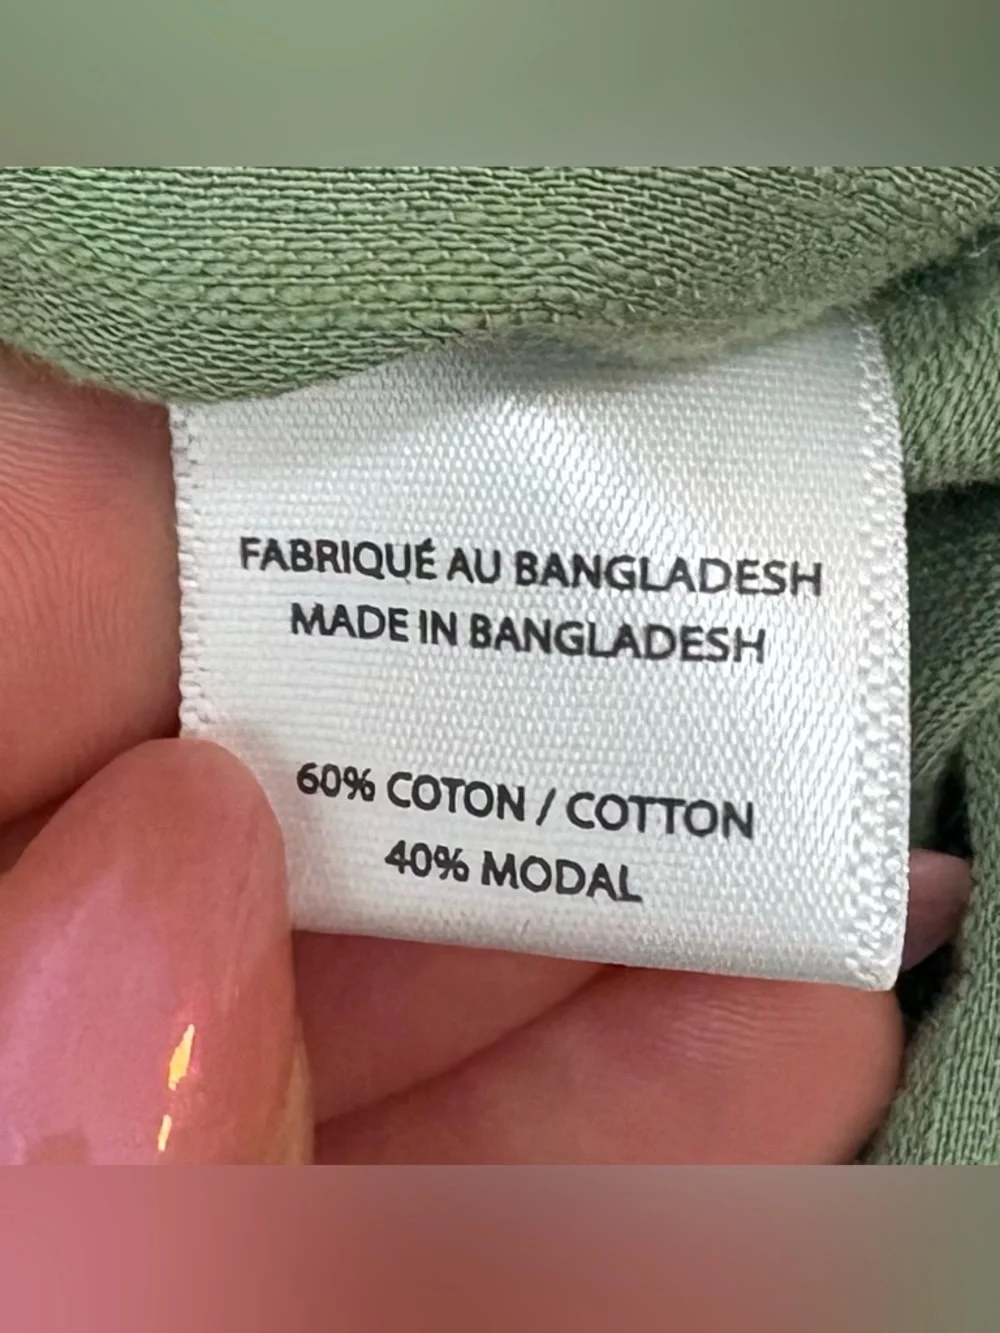 FABRIQUÉ AU BANGLADESH
MADE IN BANGLADESH
60% COTON / COTTON
40% MODAL